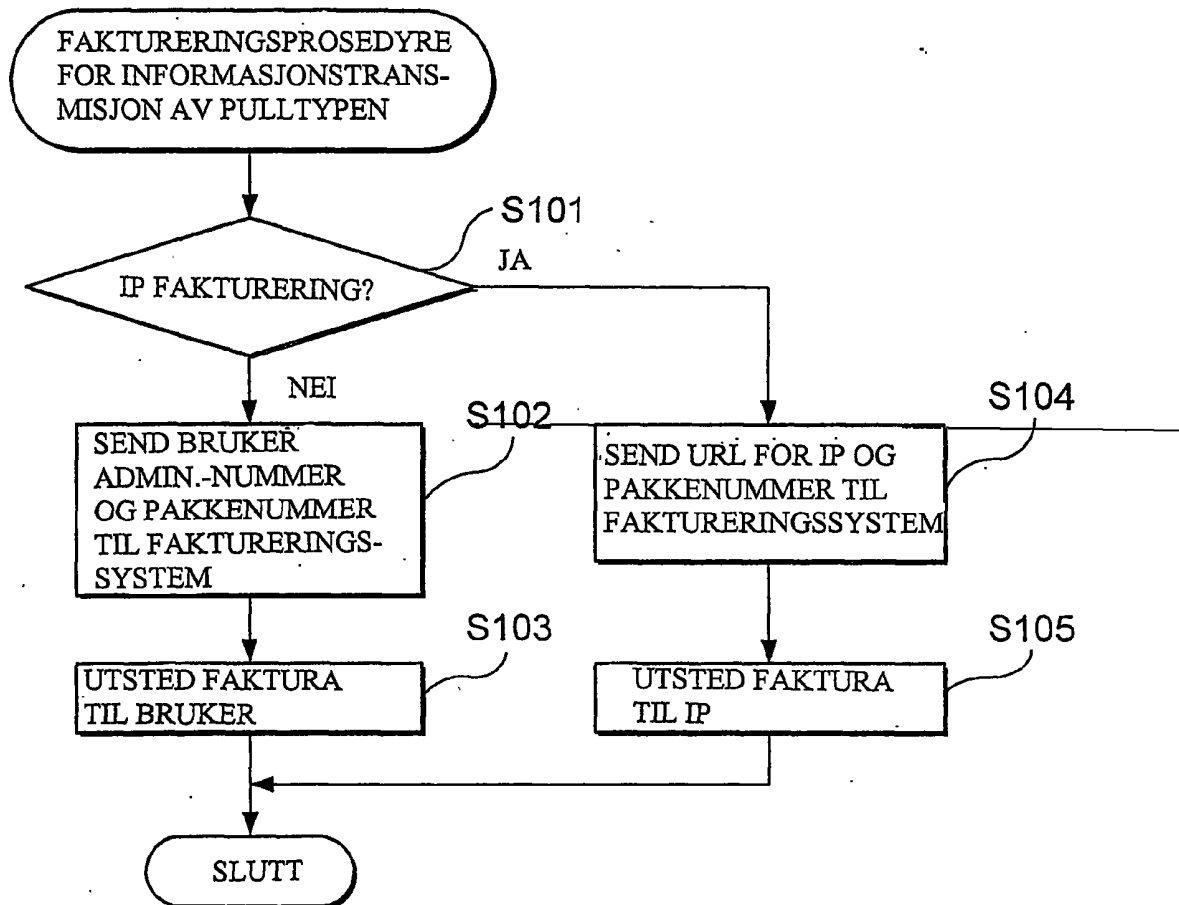 FAKTURERINGSPROSEDYRE
FOR INFORMASJONSTRANS-
MISJON AV PULLTYPEN
S101
IP FAKTURERING?
JA
NEI
S102
SEND BRUKER
ADMIN.-NUMMER
OG PAKKENUMMER
TIL FAKTURERINGS-
SYSTEM
S104
SEND URL FOR IP OG
PAKKENUMMER TIL
FAKTURERINGSSYSTEM
S103
UTSTED FAKTURA
TIL BRUKER
S105
UTSTED FAKTURA
TIL IP
SLUTT